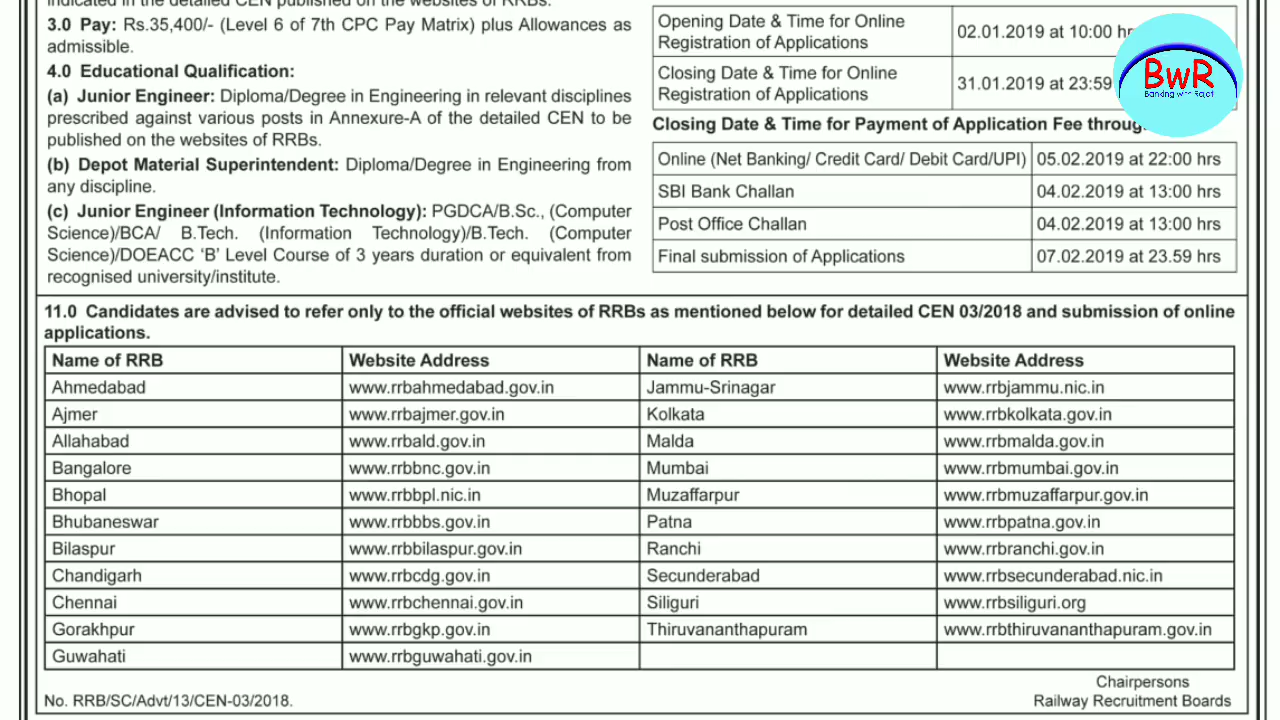 indicated in the detailed CEN published on the websites of RRBs.
3.0 Pay: Rs.35,400/- (Level 6 of 7th CPC Pay Matrix) plus Allowances as
admissible.
4.0 Educational Qualification:
(a) Junior Engineer: Diploma/Degree in Engineering in relevant disciplines
prescribed against various posts in Annexure-A of the detailed CEN to be
published on the websites of RRBs.
(b) Depot Material Superintendent: Diploma/Degree in Engineering from
any discipline.
(c) Junior Engineer (Information Technology): PGDCA/B.Sc., (Computer
Science)/BCA/ B.Tech. (Information Technology)/B.Tech. (Computer
Science)/DOEACC ‘B’ Level Course of 3 years duration or equivalent from
recognised university/institute.
Opening Date & Time for Online
Registration of Applications
02.01.2019 at 10:00
Closing Date & Time for Online
Registration of Applications
31.01.2019 at 23:59
BwR
Banking with Rajat
Closing Date & Time for Payment of Application Fee
Online (Net Banking/ Credit Card/ Debit Card/UPI) 05.02.2019 at 22:00 hrs
SBI Bank Challan 04.02.2019 at 13:00 hrs
Post Office Challan 04.02.2019 at 13:00 hrs
Final submission of Applications 07.02.2019 at 23.59 hrs
11.0 Candidates are advised to refer only to the official websites of RRBs as mentioned below for detailed CEN 03/2018 and submission of online
applications.
Name of RRB Website Address Name of RRB Website Address
Ahmedabad www.rrbahmedabad.gov.in Jammu-Srinagar www.rrbjammu.nic.in
Ajmer www.rrbajmer.gov.in Kolkata www.rrbkolkata.gov.in
Allahabad www.rrbald.gov.in Malda www.rrbmalda.gov.in
Bangalore www.rrbbnc.gov.in Mumbai www.rrbmumbai.gov.in
Bhopal www.rrbbpl.nic.in Muzaffarpur www.rrbmuzaffarpur.gov.in
Bhubaneswar www.rrbbbs.gov.in Patna www.rrbpatna.gov.in
Bilaspur www.rrbbilaspur.gov.in Ranchi www.rrbranchi.gov.in
Chandigarh www.rrbcdg.gov.in Secunderabad www.rrbsecunderabad.nic.in
Chennai www.rrbchennai.gov.in Siliguri www.rrbsiliguri.org
Gorakhpur www.rrbgkp.gov.in Thiruvananthapuram www.rrbthiruvananthapuram.gov.in
Guwahati www.rrbguwahati.gov.in
No. RRB/SC/Advt/13/CEN-03/2018.
Chairpersons
Railway Recruitment Boards